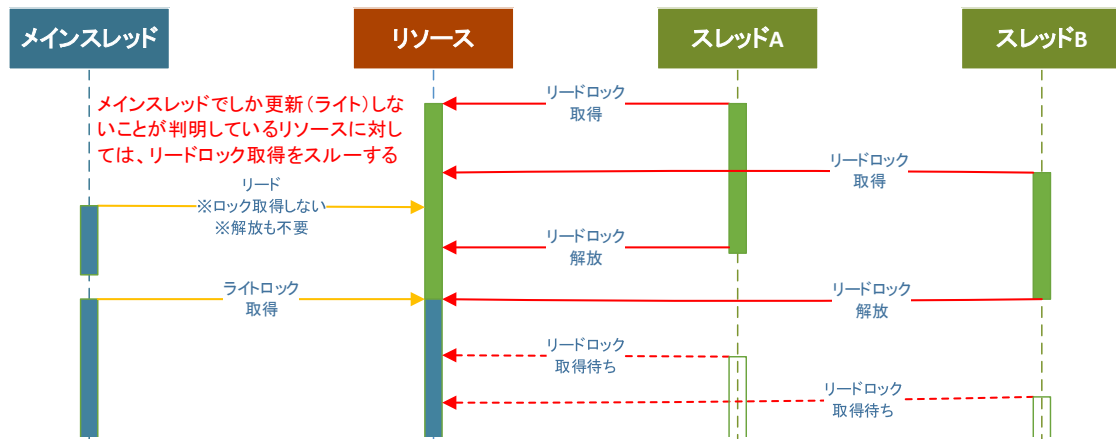 メインスレッド
リソース
スレッドA
スレッドB
メインスレッドでしか更新（ライト）しな
いことが判明しているリソースに対し
ては、リードロック取得をスルーする
リードロック
取得
リードロック
取得
リード
※ロック取得しない
※解放も不要
リードロック
解放
ライトロック
取得
リードロック
解放
リードロック
取得待ち
リードロック
取得待ち